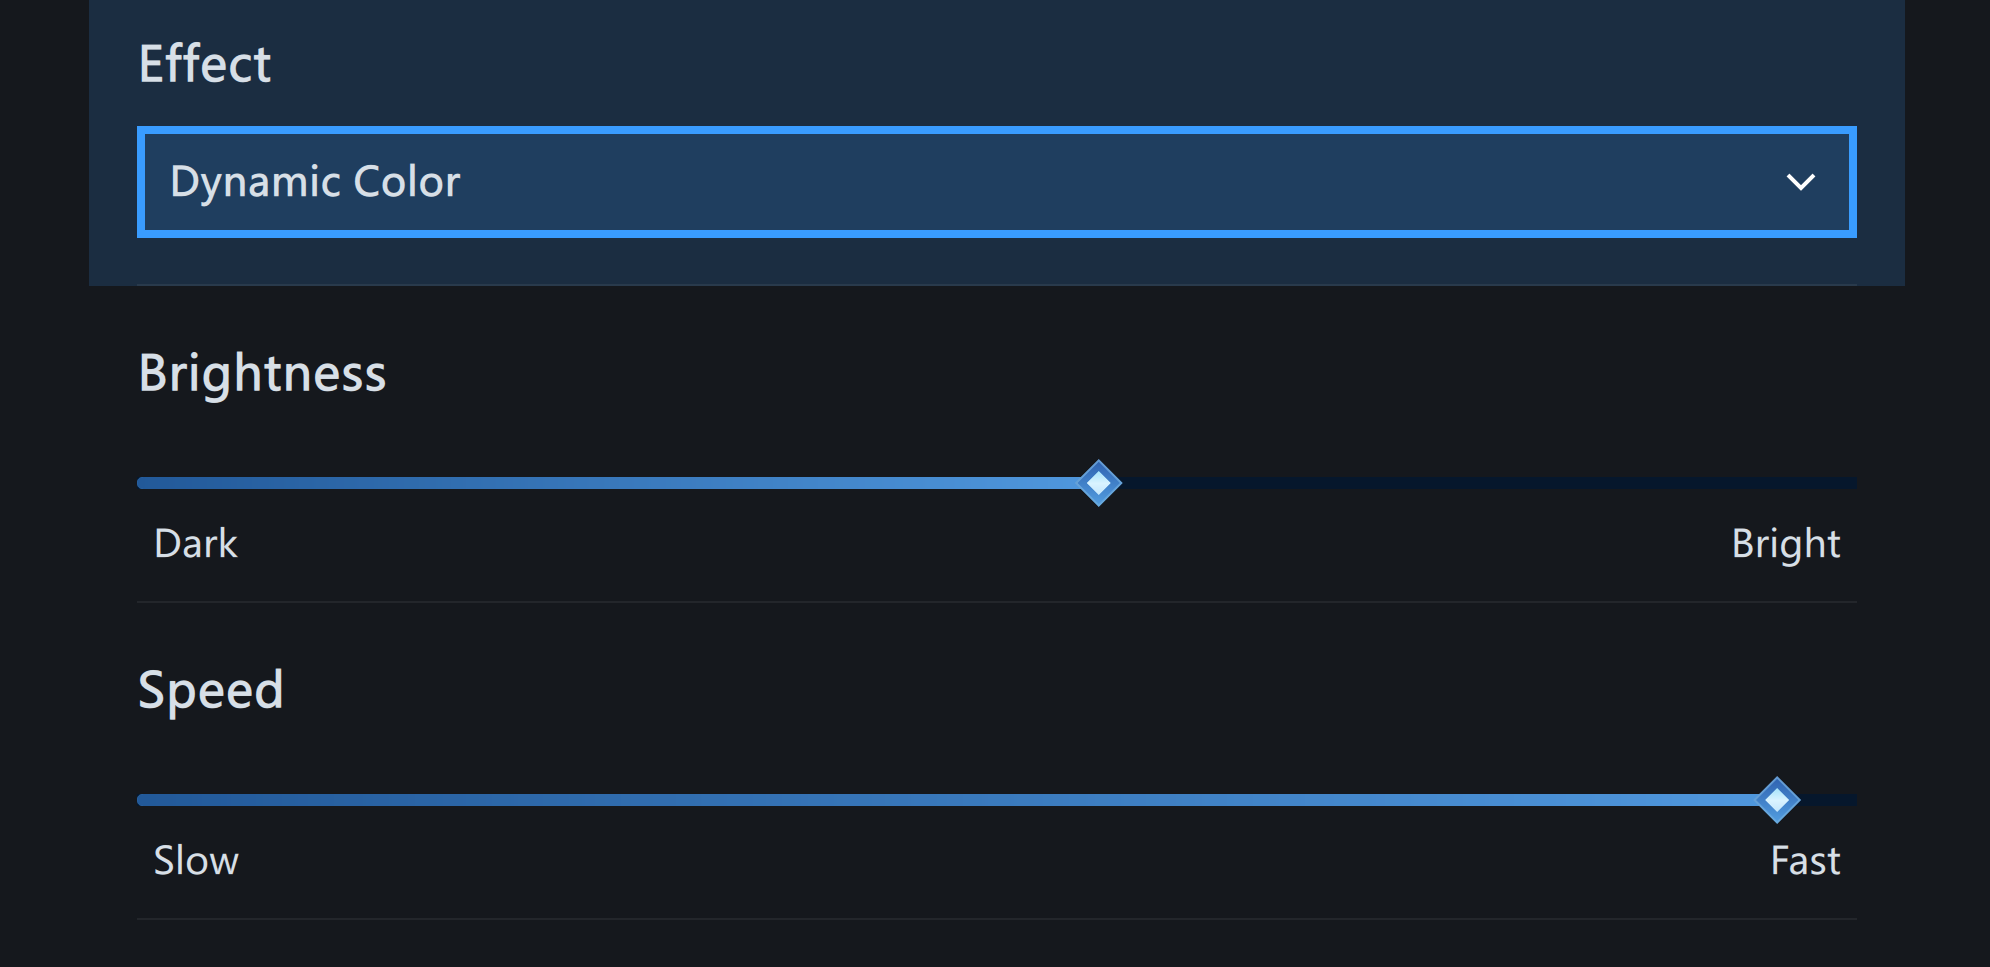 Effect
Dynamic Color
Brightness
Dark
Bright
Speed
Slow
Fast